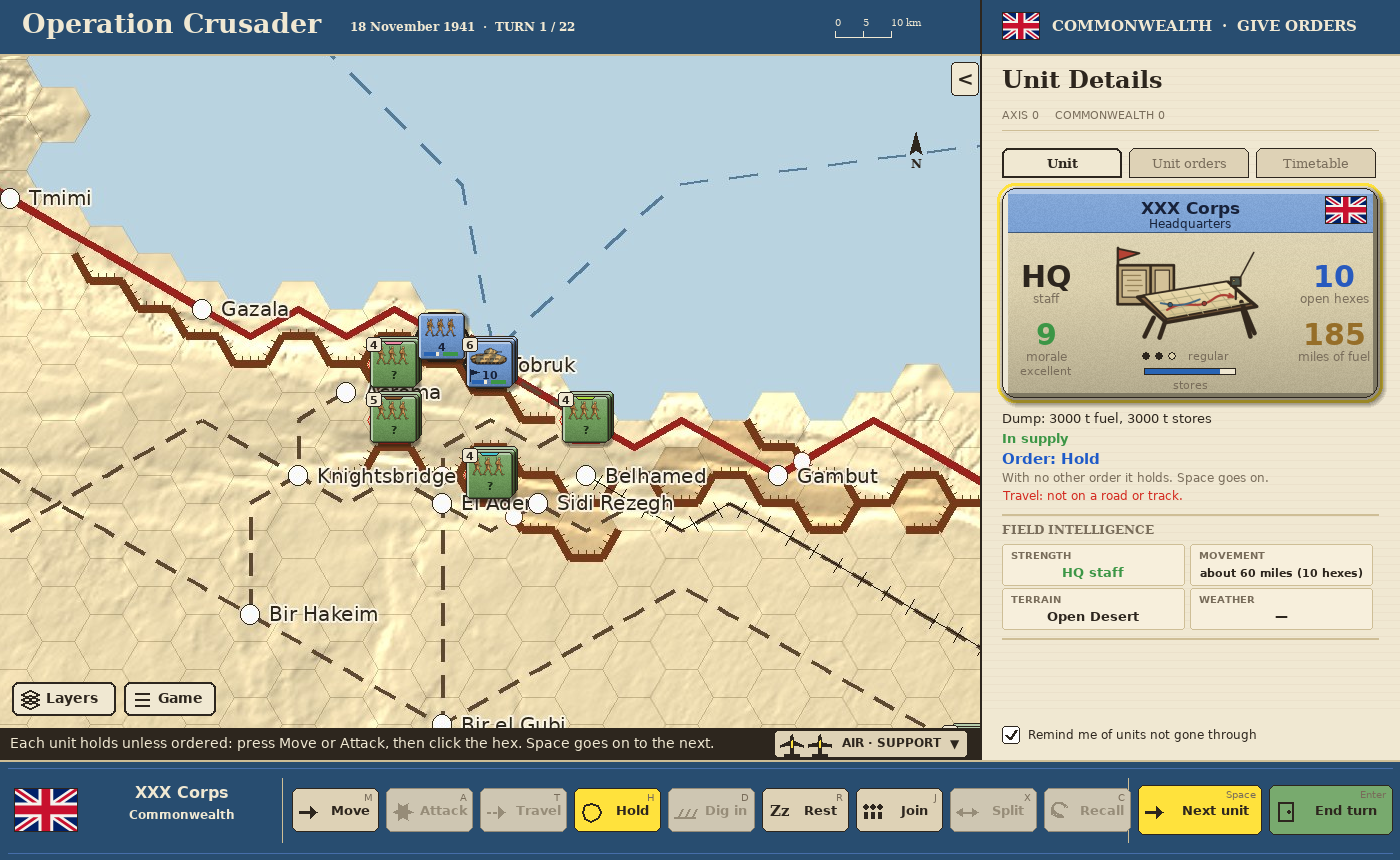 Operation Crusader
18 November 1941 · TURN 1 / 22
0 5 10 km
COMMONWEALTH · GIVE ORDERS
<
N
Tmimi
Gazala
4
4
?
6
10
Tobruk
Acroma
5
?
4
?
4
?
Knightsbridge
El Adem
Sidi Rezegh
Belhamed
Gambut
Bir Hakeim
Bir el Gubi
Layers
Game
Each unit holds unless ordered: press Move or Attack, then click the hex. Space goes on to the next.
AIR · SUPPORT ▼
Unit Details
AXIS 0 COMMONWEALTH 0
Unit
Unit orders
Timetable
XXX Corps
Headquarters
HQ
staff
10
open hexes
9
morale
excellent
185
miles of fuel
regular
stores
Dump: 3000 t fuel, 3000 t stores
In supply
Order: Hold
With no other order it holds. Space goes on.
Travel: not on a road or track.
FIELD INTELLIGENCE
STRENGTH
HQ staff
MOVEMENT
about 60 miles (10 hexes)
TERRAIN
Open Desert
WEATHER
—
Remind me of units not gone through
XXX Corps
Commonwealth
M
Move
A
Attack
T
Travel
H
Hold
D
Dig in
R
Zz Rest
J
Join
X
Split
C
Recall
Space
Next unit
Enter
End turn